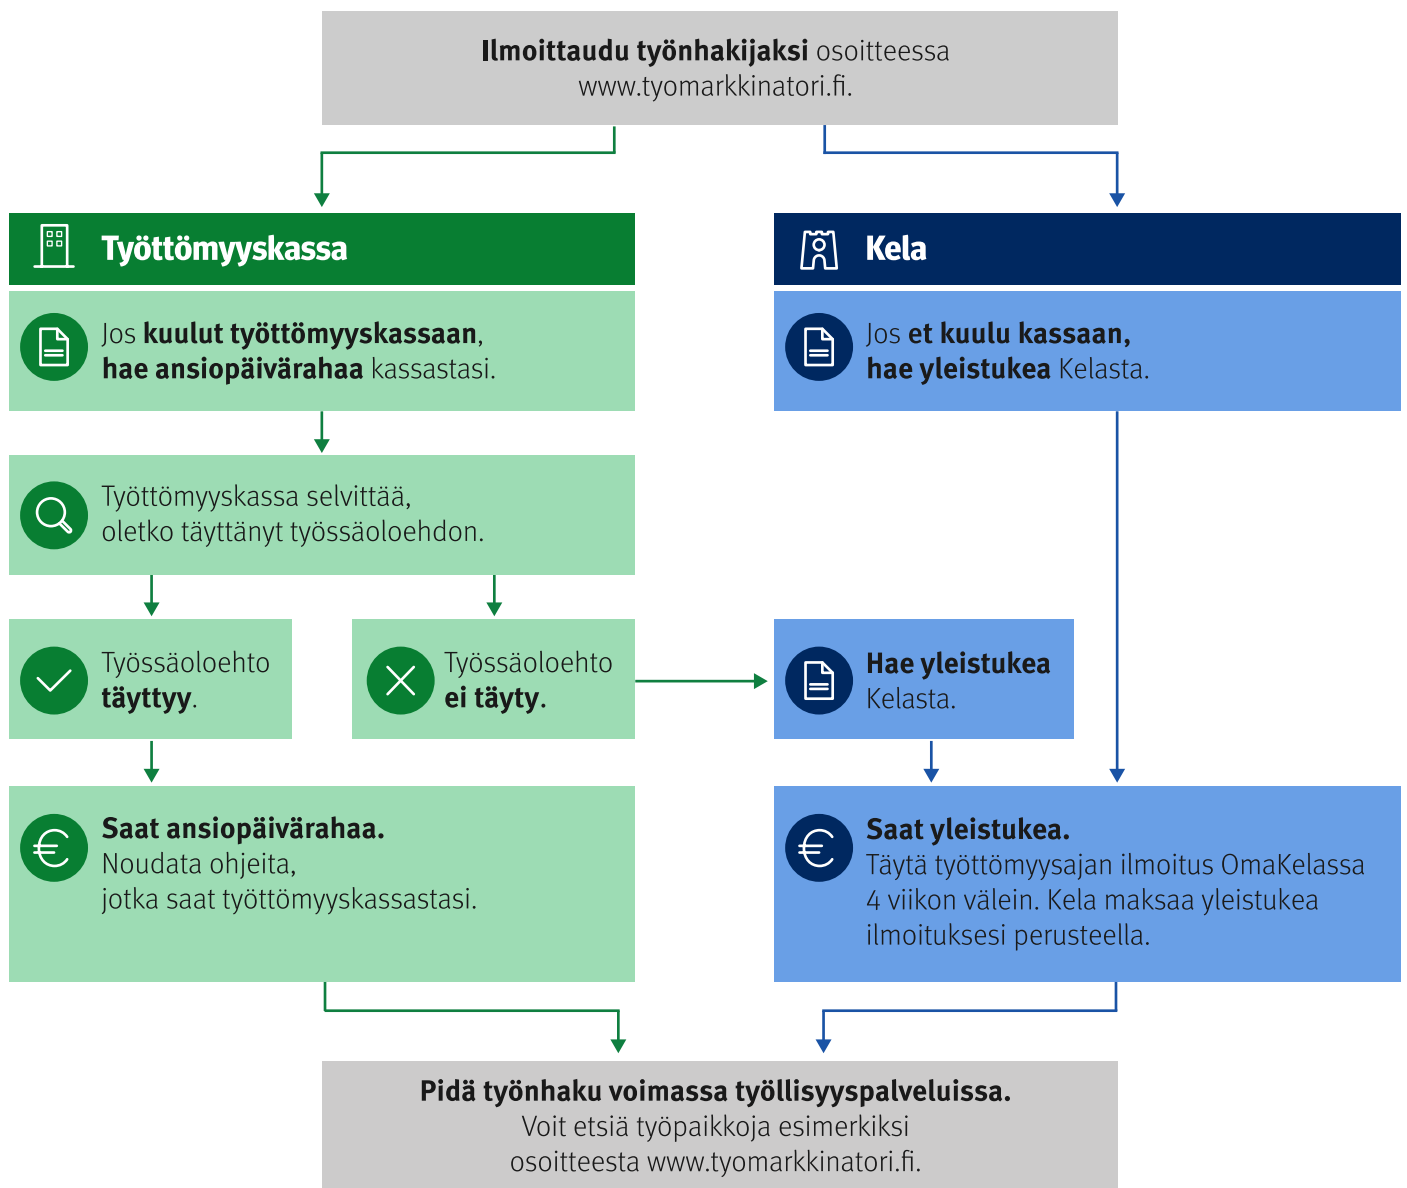 Ilmoittaudu työnhakijaksi osoitteessa
www.tyomarkkinatori.fi.
Työttömyyskassa
Jos kuulut työttömyyskassaan,
hae ansiopäivärahaa kassastasi.
Työttömyyskassa selvittää,
oletko täyttänyt työssäoloehdon.
Työssäoloehto
täyttyy.
Työssäoloehto
ei täyty.
Saat ansiopäivärahaa.
Noudata ohjeita,
jotka saat työttömyyskassastasi.
Kela
Jos et kuulu kassaan,
hae yleistukea Kelasta.
Hae yleistukea
Kelasta.
Saat yleistukea.
Täytä työttömyysajan ilmoitus OmaKelassa
4 viikon välein. Kela maksaa yleistukea
ilmoituksesi perusteella.
Pidä työnhaku voimassa työllisyyspalveluissa.
Voit etsiä työpaikkoja esimerkiksi
osoitteesta www.tyomarkkinatori.fi.